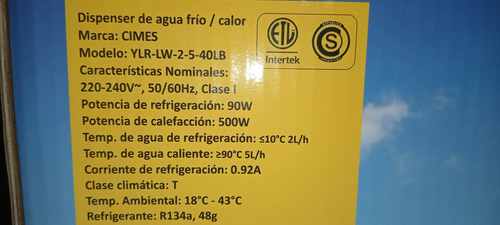 Dispenser de agua frío / calor
Marca: CIMES
Modelo: YLR-LW-2-5-40LB
Características Nominales:
220-240V~, 50/60Hz, Clase I
Potencia de refrigeración: 90W
Potencia de calefacción: 500W
Temp. de agua de refrigeración: ≤10°C 2L/h
Temp. de agua caliente: ≥90°C 5L/h
Corriente de refrigeración: 0.92A
Clase climática: T
Temp. Ambiental: 18°C - 43°C
Refrigerante: R134a, 48g
ETL
Intertek
S